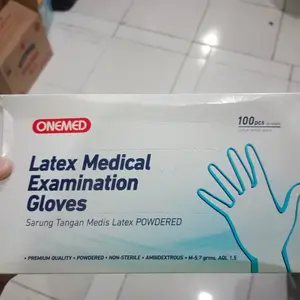 ONEMED
100pcs
Latex Medical
Examination
Gloves
Sarung Tangan Medis Latex POWDERED
• PREMIUM QUALITY • POWDERED • NON-STERILE • AMBIDEXTROUS • M-5.7 grms, AQL 1.5